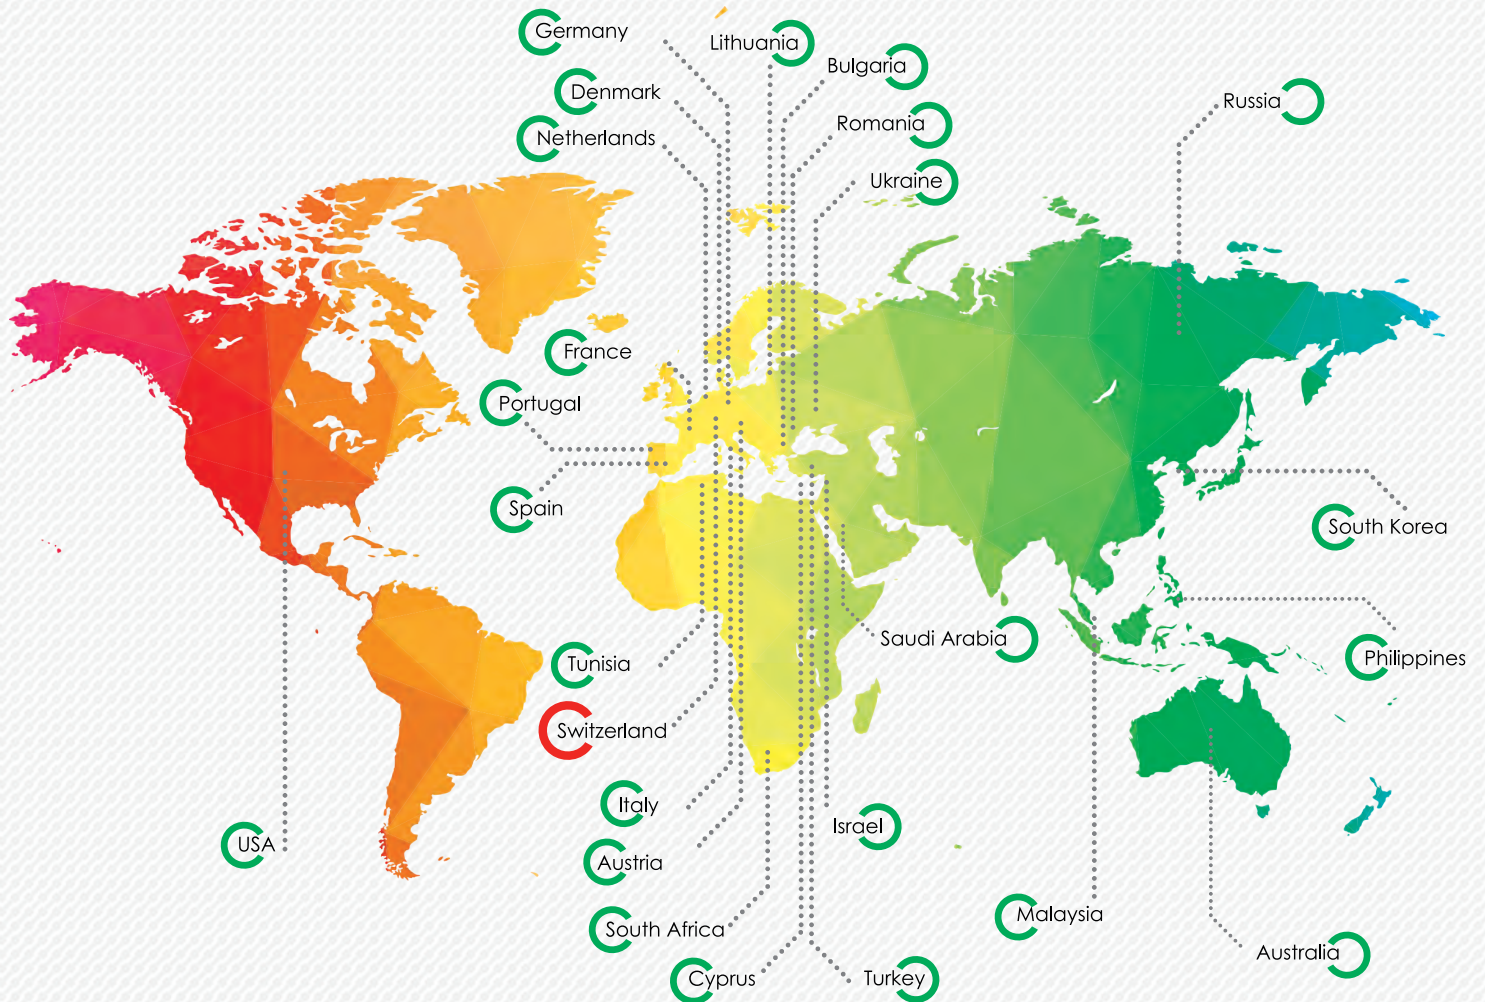 Germany
Lithuania
Bulgaria
Denmark
Russia
Romania
Netherlands
Ukraine
France
Portugal
Spain
South Korea
Saudi Arabia
Philippines
Tunisia
Switzerland
Italy
Israel
USA
Austria
Malaysia
South Africa
Australia
Cyprus
Turkey